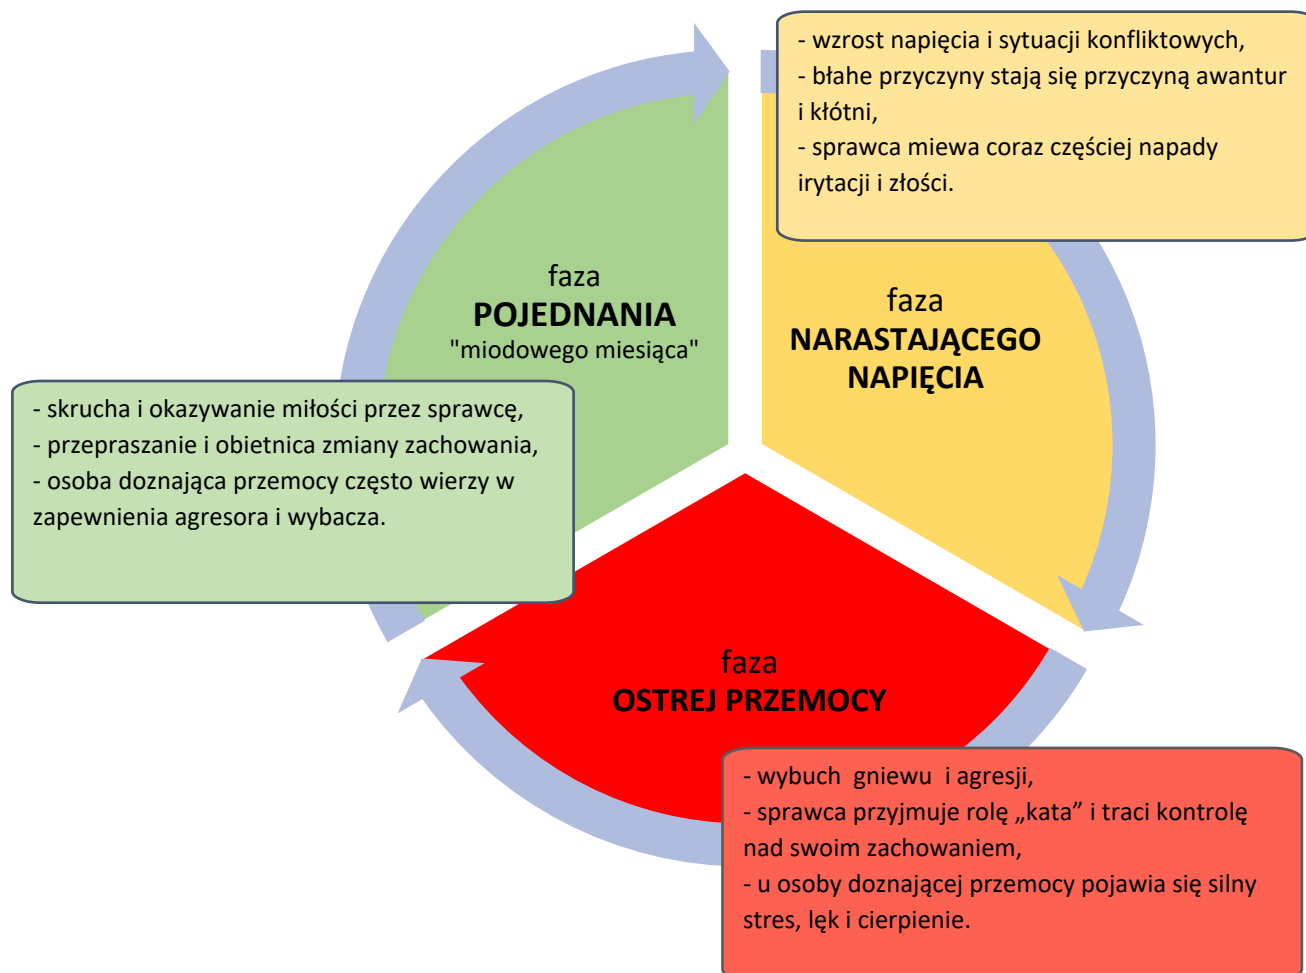 - wzrost napięcia i sytuacji konfliktowych,
- błahe przyczyny stają się przyczyną awantur
i kłótni,
- sprawca miewa coraz częściej napady
irytacji i złości.
faza
POJEDNANIA
"miodowego miesiąca"
faza
NARASTAJĄCEGO
NAPIĘCIA
- skrucha i okazywanie miłości przez sprawcę,
- przepraszanie i obietnica zmiany zachowania,
- osoba doznająca przemocy często wierzy w
zapewnienia agresora i wybacza.
faza
OSTREJ PRZEMOCY
- wybuch  gniewu  i agresji,
- sprawca przyjmuje rolę „kata” i traci kontrolę
nad swoim zachowaniem,
- u osoby doznającej przemocy pojawia się silny
stres, lęk i cierpienie.